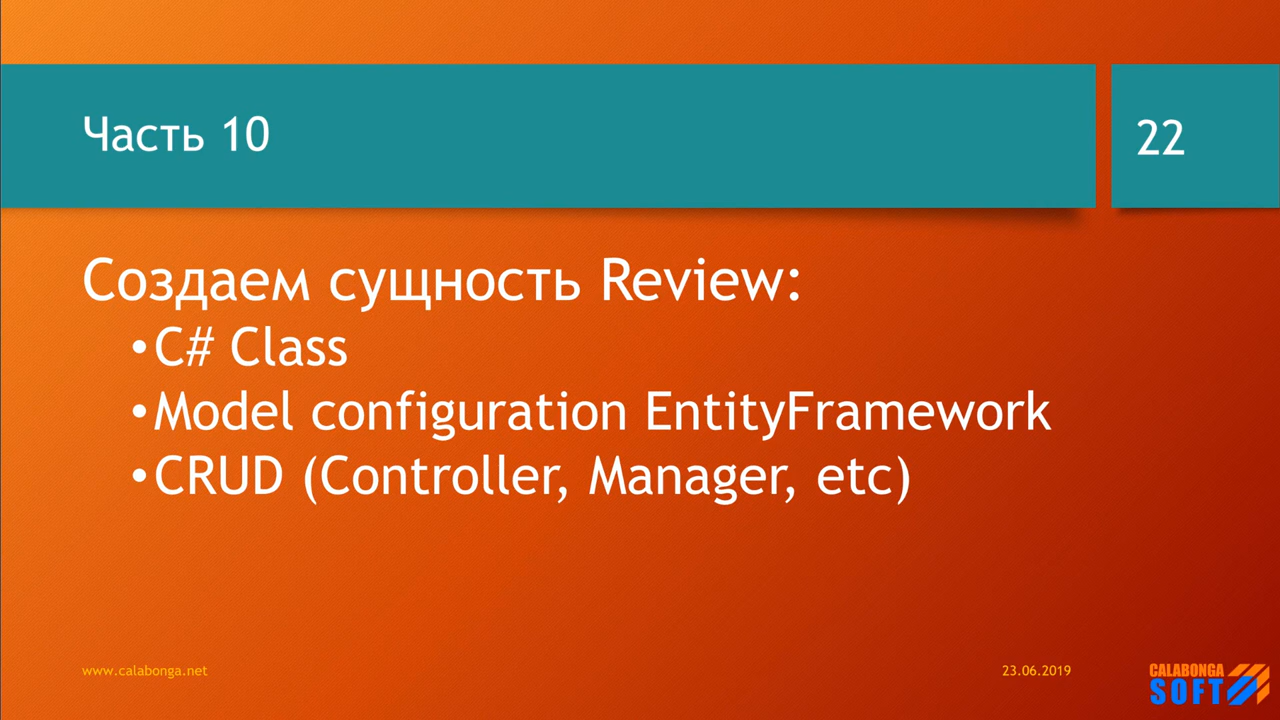 Часть 10
22
Создаем сущность Review:
•C# Class
•Model configuration EntityFramework
•CRUD (Controller, Manager, etc)
www.calabonga.net
23.06.2019
CALABONGA
SOFT